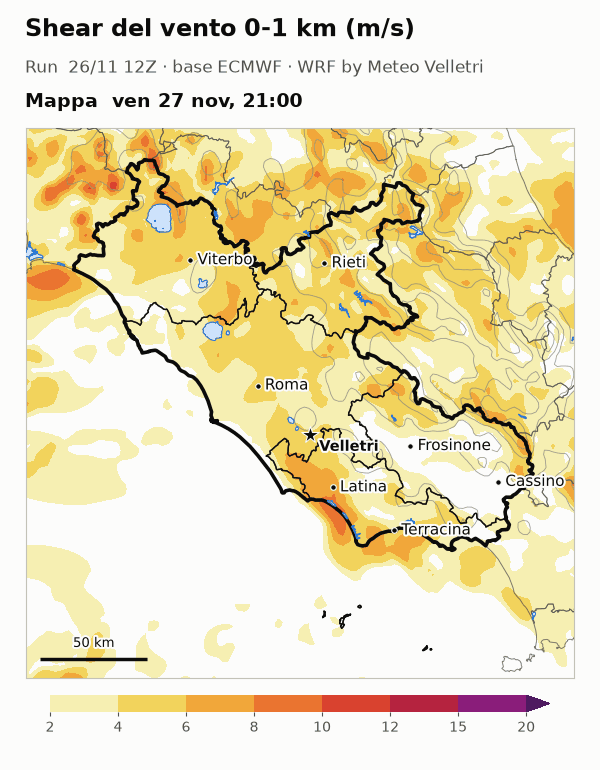 Shear del vento 0-1 km (m/s)
Run  26/11 12Z · base ECMWF · WRF by Meteo Velletri
Mappa  ven 27 nov, 21:00
Viterbo
Rieti
Roma
Velletri
Frosinone
Latina
Cassino
Terracina
50 km
2 4 6 8 10 12 15 20